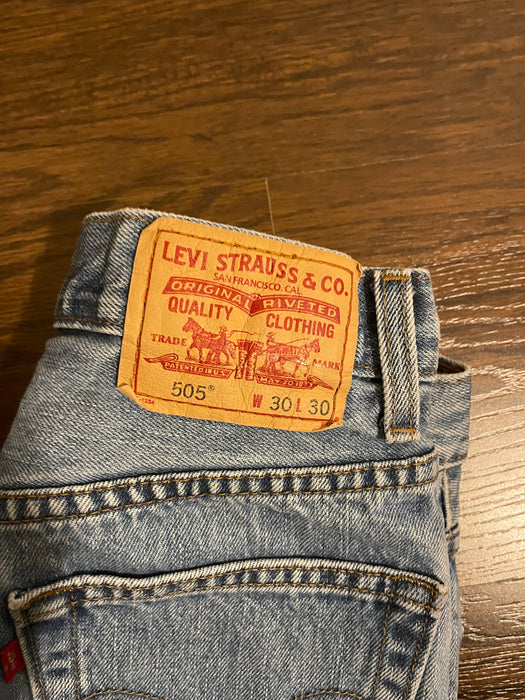 LEVI STRAUSS & CO.
SAN FRANCISCO, CAL.
ORIGINAL RIVETED
QUALITY CLOTHING
TRADE MARK
PATENTED IN U.S. MAY 20 1873
505® W 30 L 30